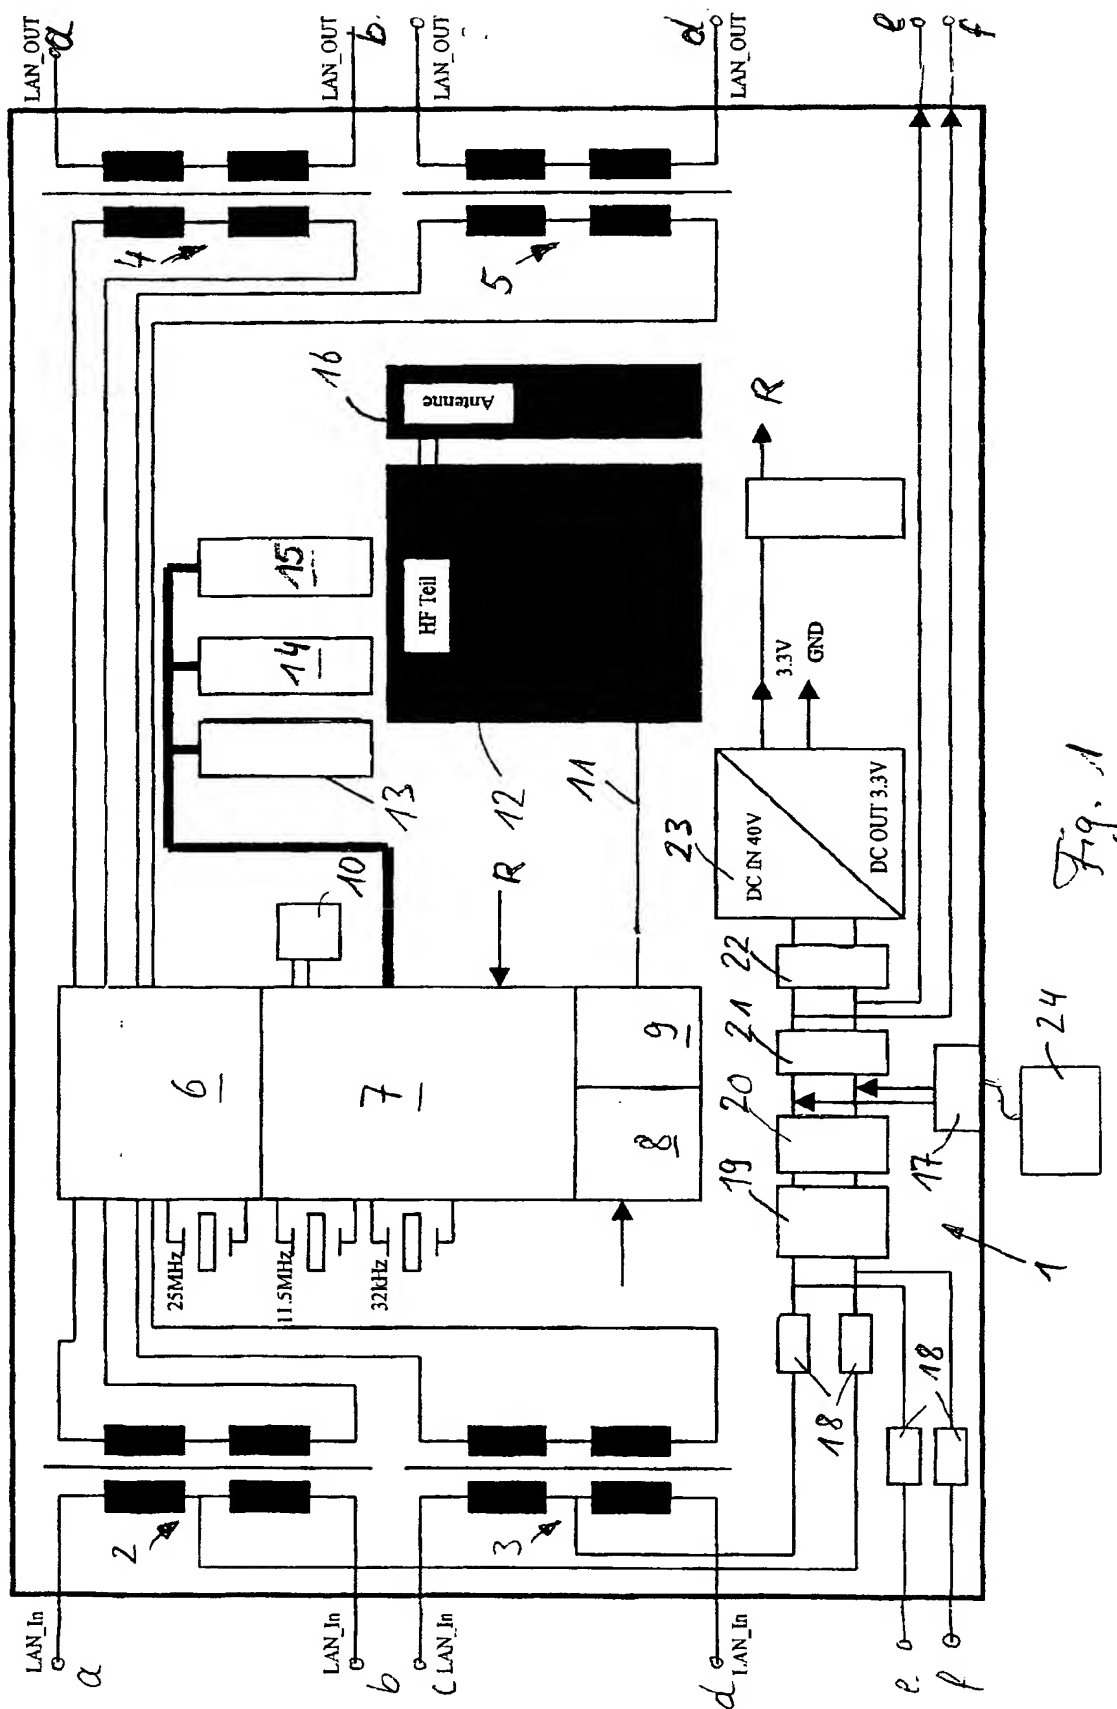 LAN_In
a
LAN_In
b
c
LAN_In
d
LAN_In
e.
f
2
3
18
18
1
25MHz
11.5MHz
32kHz
6
7
8
9
10
R
11
12
13
14
15
HF Teil
Antenne
16
4
5
19
20
21
22
17
24
23
DC IN 40V
DC OUT 3.3V
3.3V
GND
R
LAN_OUT
a
LAN_OUT
b.
LAN_OUT
LAN_OUT
d
e
f
Fig. 1